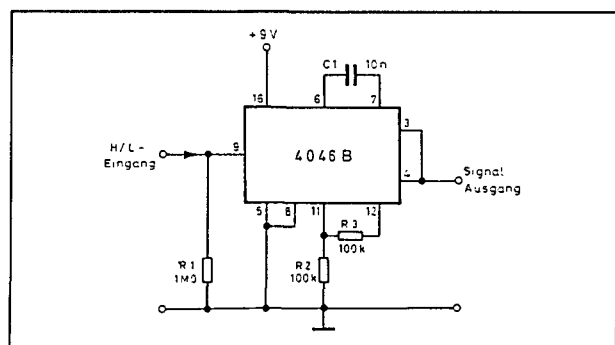 +9V
C1 10n
16
6
7
3
H/L-
Eingang
9
4046B
4
Signal
Ausgang
5
8
11
12
R3
100k
R1
1MΩ
R2
100k